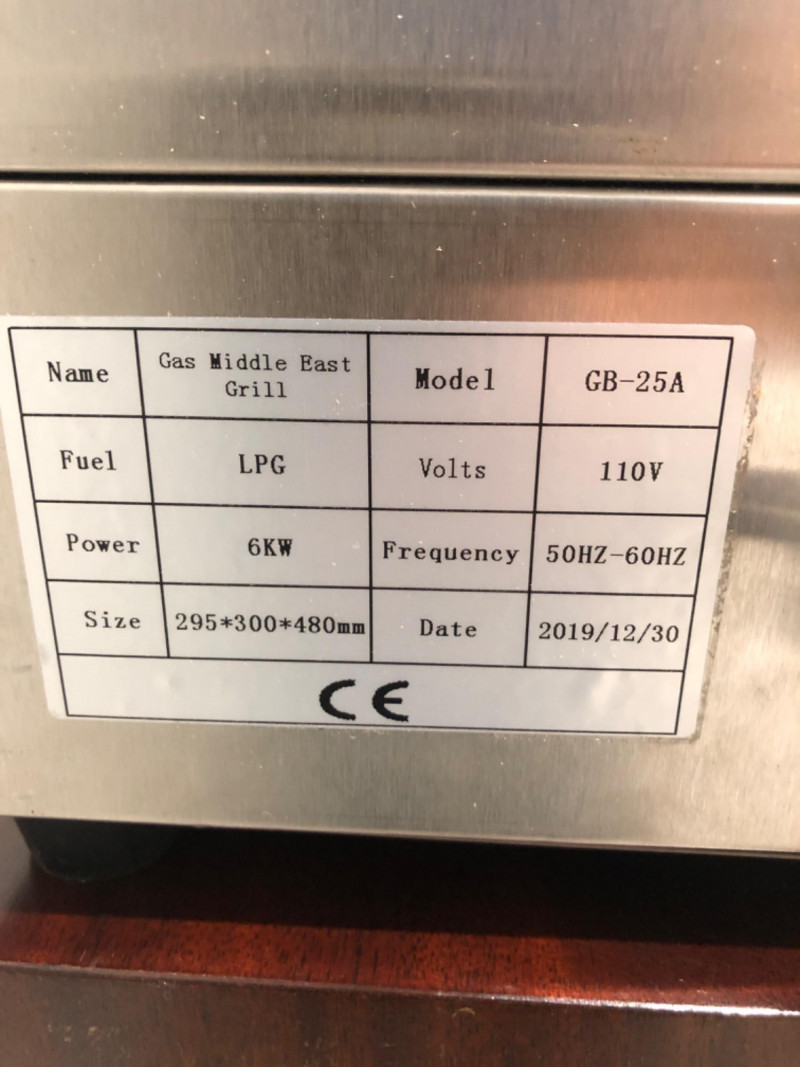 Name Gas Middle East Grill Model GB-25A
Fuel LPG Volts 110V
Power 6KW Frequency 50HZ-60HZ
Size 295*300*480mm Date 2019/12/30
CE